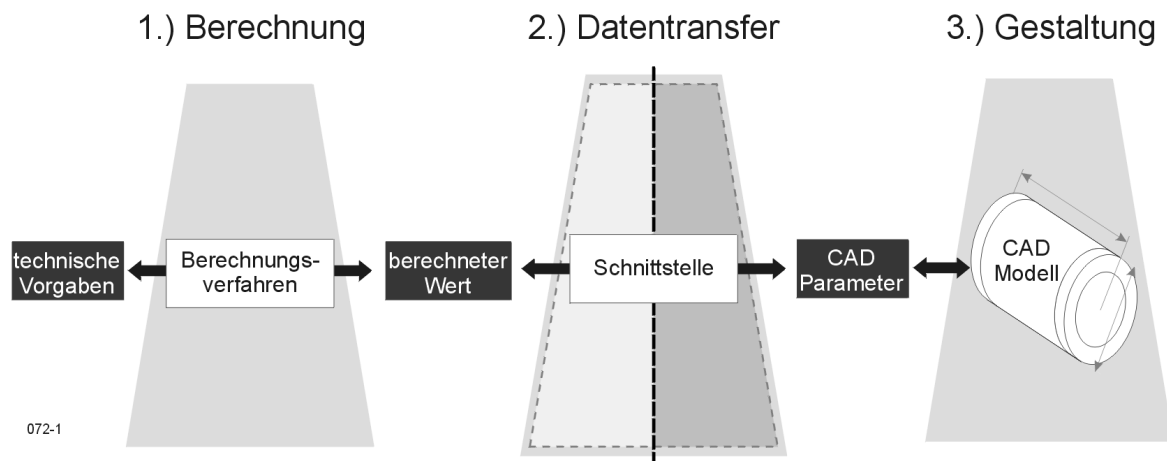 1.) Berechnung
2.) Datentransfer
3.) Gestaltung
technische
Vorgaben
Berechnungs-
verfahren
berechneter
Wert
Schnittstelle
CAD
Parameter
CAD
Modell
072-1